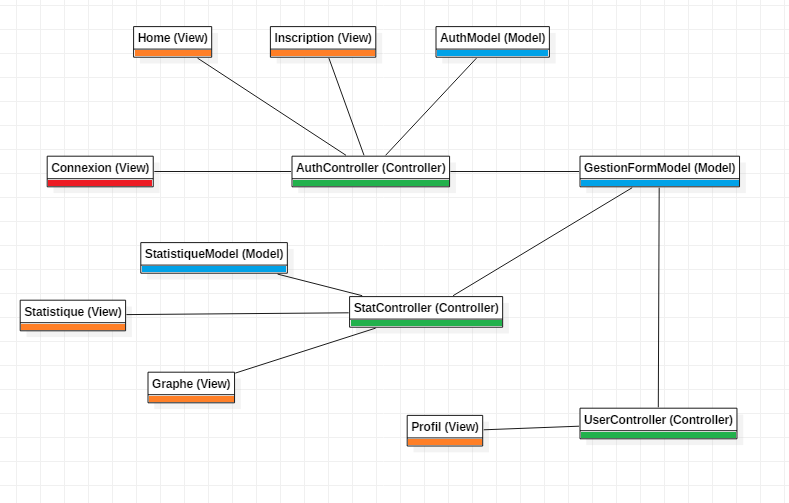 Home (View)
Inscription (View)
AuthModel (Model)
Connexion (View)
AuthController (Controller)
GestionFormModel (Model)
StatistiqueModel (Model)
Statistique (View)
StatController (Controller)
Graphe (View)
Profil (View)
UserController (Controller)